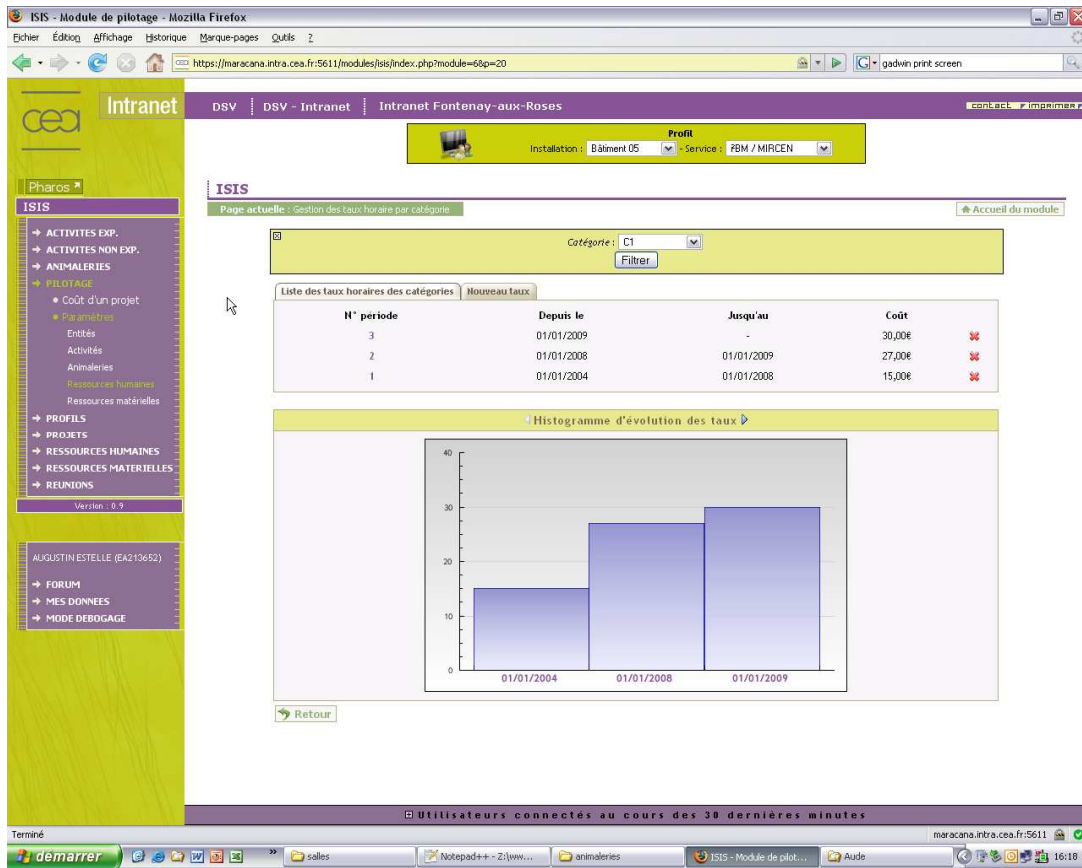 ISIS - Module de pilotage - Mozilla Firefox
Fichier Édition Affichage Historique Marque-pages Outils ?
https://maracana.intra.cea.fr:5611/modules/isis/index.php?module=6&p=20
gadwin print screen
cea
Intranet
DSV DSV - Intranet Intranet Fontenay-aux-Roses
contact imprimer
Profil
Installation : Bâtiment 05 - Service : I²BM / MIRCEN
Pharos
ISIS
ISIS
Page actuelle : Gestion des taux horaire par catégorie
Accueil du module
ACTIVITES EXP.
ACTIVITES NON EXP.
ANIMALERIES
PILOTAGE
Coût d'un projet
Paramètres
Entités
Activités
Animaleries
Ressources humaines
Ressources matérielles
PROFILS
PROJETS
RESSOURCES HUMAINES
RESSOURCES MATERIELLES
REUNIONS
Version : 0.9
AUGUSTIN ESTELLE (EA213652)
FORUM
MES DONNEES
MODE DEBOGAGE
Catégorie : C1
Filtrer
Liste des taux horaires des catégories Nouveau taux
N° période Depuis le Jusqu'au Coût
3 01/01/2009 - 30,00€
2 01/01/2008 01/01/2009 27,00€
1 01/01/2004 01/01/2008 15,00€
Histogramme d'évolution des taux
40
30
20
10
0
01/01/2004 01/01/2008 01/01/2009
Retour
Utilisateurs connectés au cours des 30 dernières minutes
Terminé
maracana.intra.cea.fr:5611
démarrer
» salles Notepad++ - Z:\ww... animaleries ISIS - Module de pilot... Aude 16:18